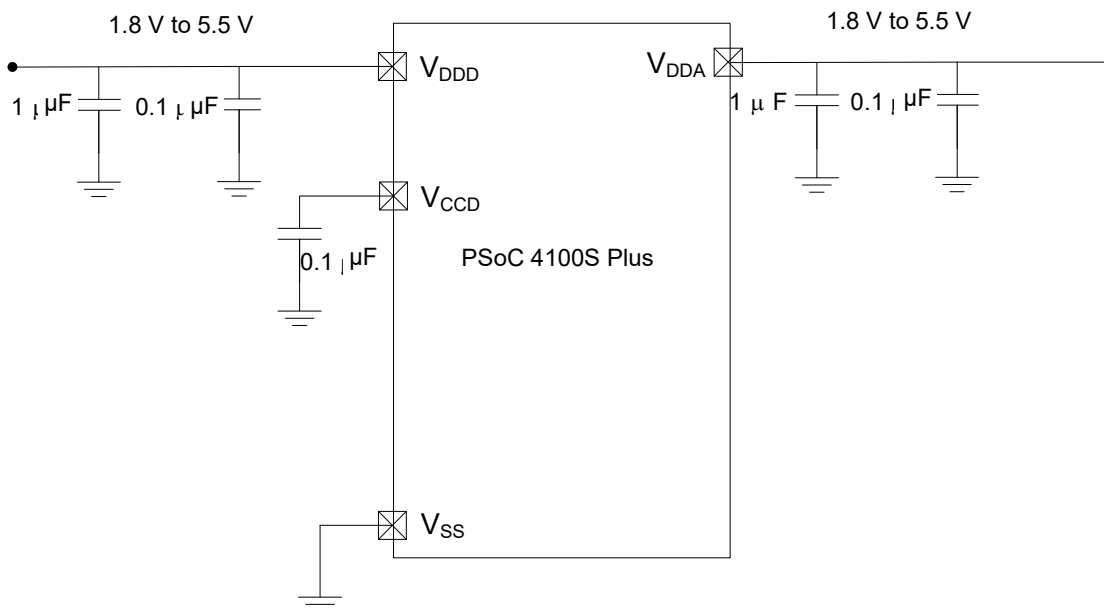 1.8 V to 5.5 V
1.8 V to 5.5 V
VDDD
VDDA
1 μ µF
0.1 μ µF
1 μ F
0.1 µF
VCCD
0.1 µF
PSoC 4100S Plus
VSS